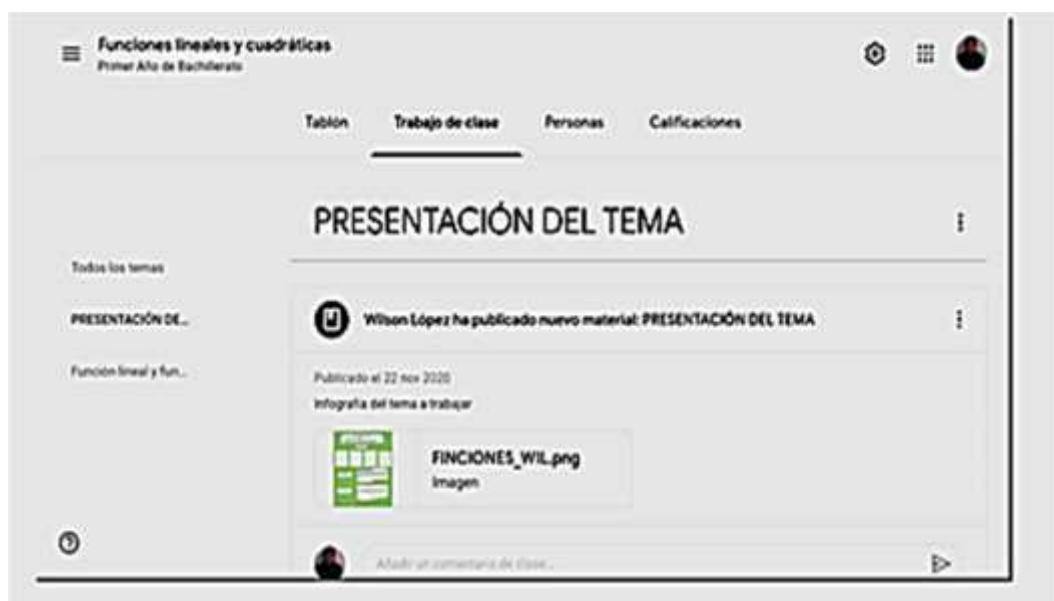 Funciones lineales y cuadráticas
Primer Año de Bachillerato
Tablón
Trabajo de clase
Personas
Calificaciones
PRESENTACIÓN DEL TEMA
Todos los temas
PRESENTACIÓN DE...
Función lineal y fun...
Wilson López ha publicado nuevo material: PRESENTACIÓN DEL TEMA
Publicado el 22 nov 2020
Infografía del tema a trabajar
FINCIONES_WIL.png
Imagen
Añadir un comentario de clase...